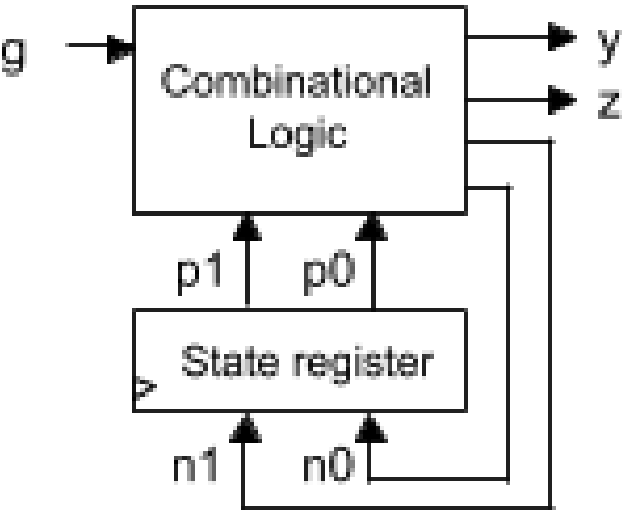 g
Combinational
Logic
y
z
p1
p0
State register
n1
n0